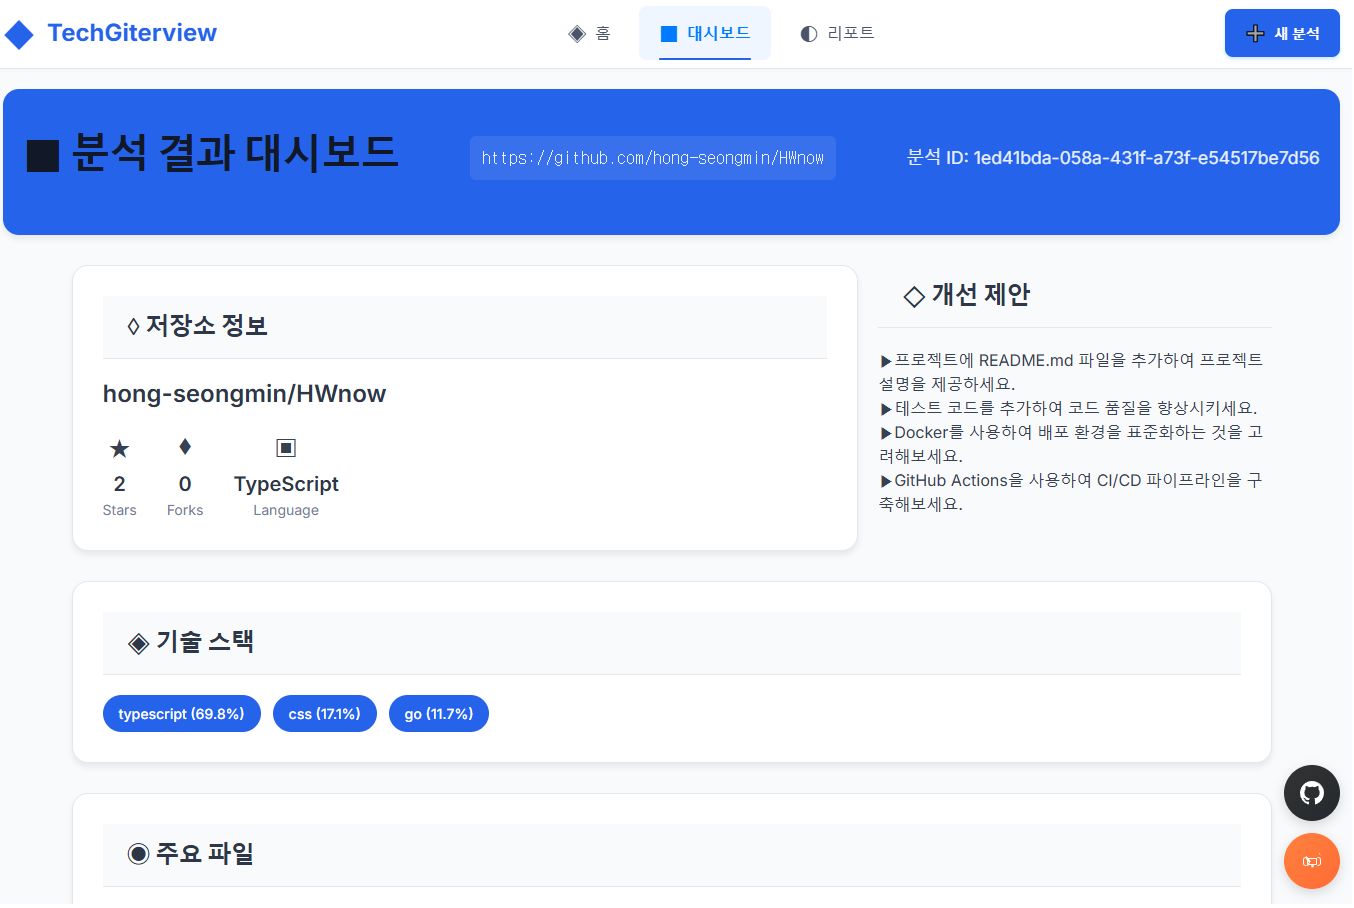 TechGiterview
홈
대시보드
리포트
새 분석
분석 결과 대시보드
https://github.com/hong-seongmin/HWnow
분석 ID: 1ed41bda-058a-431f-a73f-e54517be7d56
저장소 정보
hong-seongmin/HWnow
2
0
TypeScript
Stars
Forks
Language
개선 제안
▶프로젝트에 README.md 파일을 추가하여 프로젝트
설명을 제공하세요.
▶테스트 코드를 추가하여 코드 품질을 향상시키세요.
▶Docker를 사용하여 배포 환경을 표준화하는 것을 고
려해보세요.
▶GitHub Actions을 사용하여 CI/CD 파이프라인을 구
축해보세요.
기술 스택
typescript (69.8%)
css (17.1%)
go (11.7%)
주요 파일